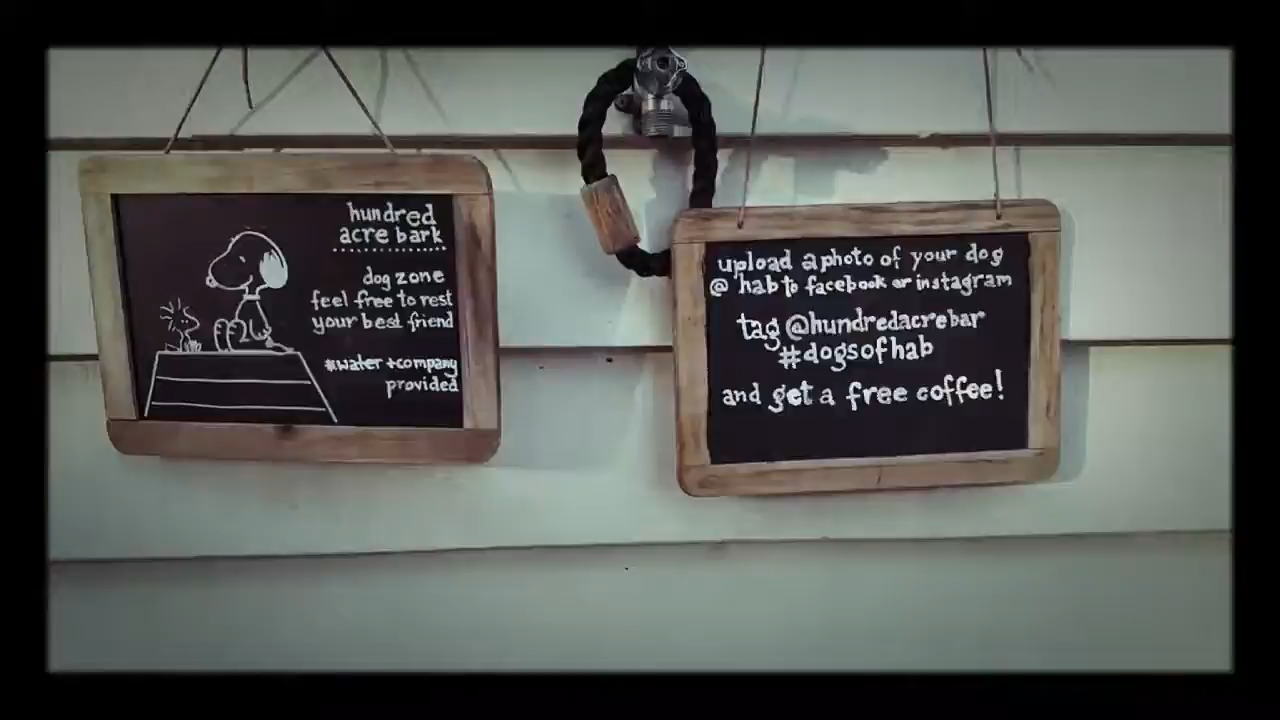 hundred
acre bark
dog zone
feel free to rest
your best friend
#water +company
provided
upload a photo of your dog
@ hab to facebook or instagram
tag @hundredacrebar
#dogsofhab
and get a free coffee!